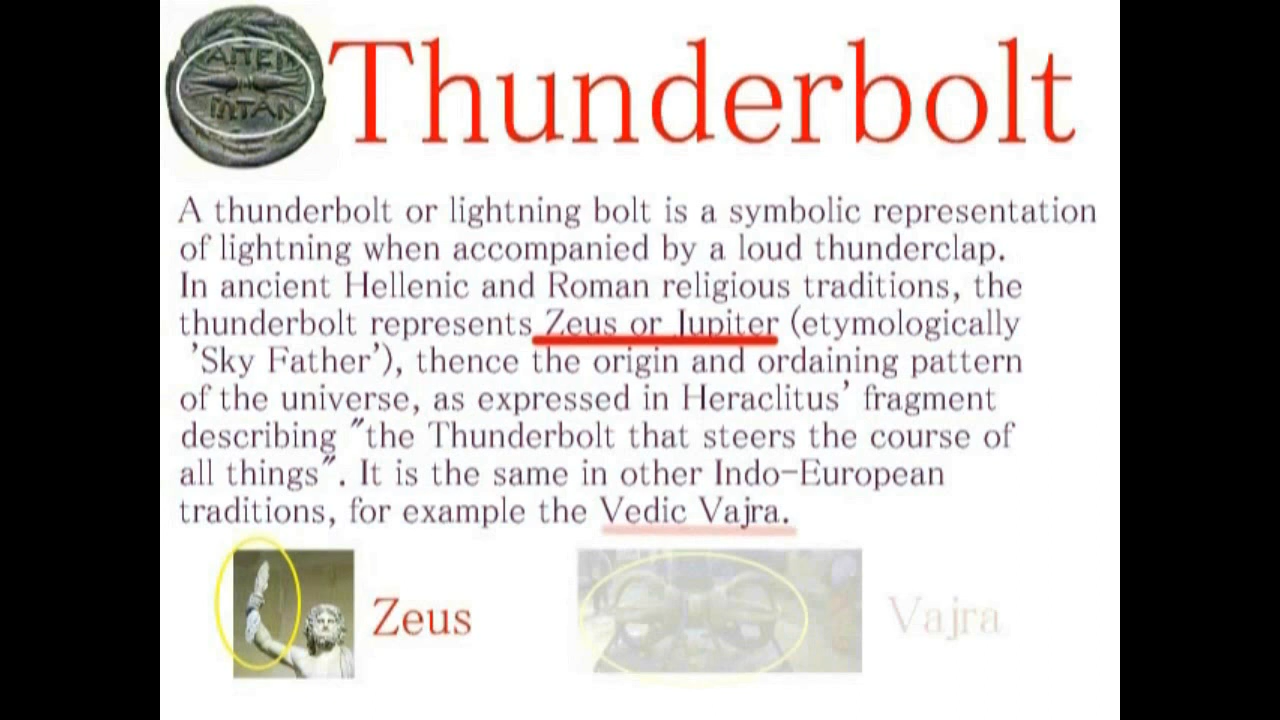 ΑΠΕΙ
ΡΩΤΑΝ
Thunderbolt
A thunderbolt or lightning bolt is a symbolic representation
of lightning when accompanied by a loud thunderclap.
In ancient Hellenic and Roman religious traditions, the
thunderbolt represents Zeus or Jupiter (etymologically
'Sky Father'), thence the origin and ordaining pattern
of the universe, as expressed in Heraclitus' fragment
describing "the Thunderbolt that steers the course of
all things". It is the same in other Indo-European
traditions, for example the Vedic Vajra.
Zeus
Vajra